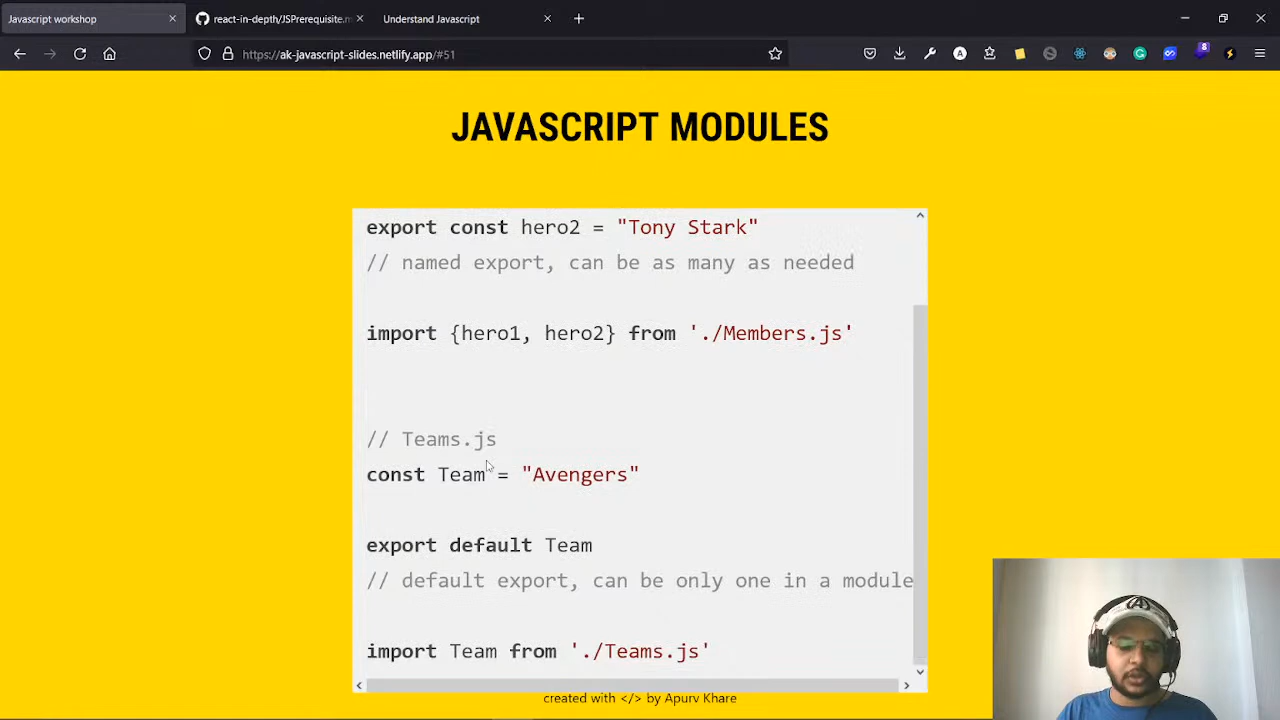 Javascript workshop
react-in-depth/JSPrerequisite.m
Understand Javascript
https://ak-javascript-slides.netlify.app/#51
JAVASCRIPT MODULES
export const hero2 = "Tony Stark"
// named export, can be as many as needed
import {hero1, hero2} from './Members.js'
// Teams.js
const Team = "Avengers"
export default Team
// default export, can be only one in a module
import Team from './Teams.js'
created with </> by Apurv Khare